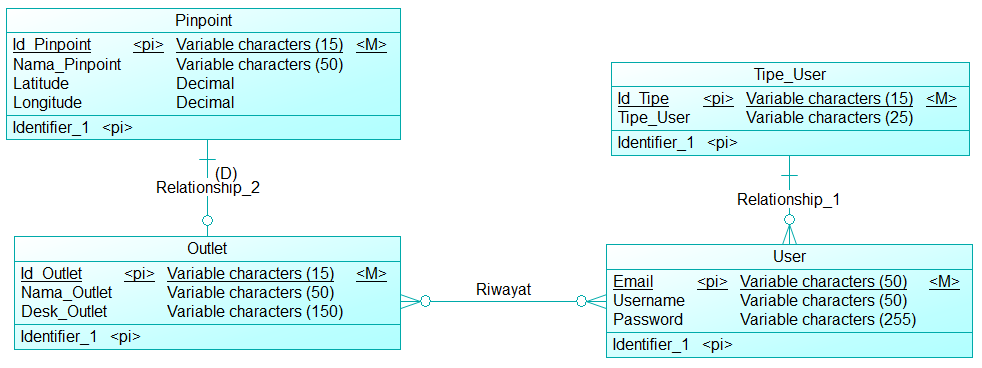 Pinpoint
Id_Pinpoint <pi> Variable characters (15) <M>
Nama_Pinpoint Variable characters (50)
Latitude Decimal
Longitude Decimal
Identifier_1 <pi>
(D)
Relationship_2
Tipe_User
Id_Tipe <pi> Variable characters (15) <M>
Tipe_User Variable characters (25)
Identifier_1 <pi>
Relationship_1
Outlet
Id_Outlet <pi> Variable characters (15) <M>
Nama_Outlet Variable characters (50)
Desk_Outlet Variable characters (150)
Identifier_1 <pi>
Riwayat
User
Email <pi> Variable characters (50) <M>
Username Variable characters (50)
Password Variable characters (255)
Identifier_1 <pi>